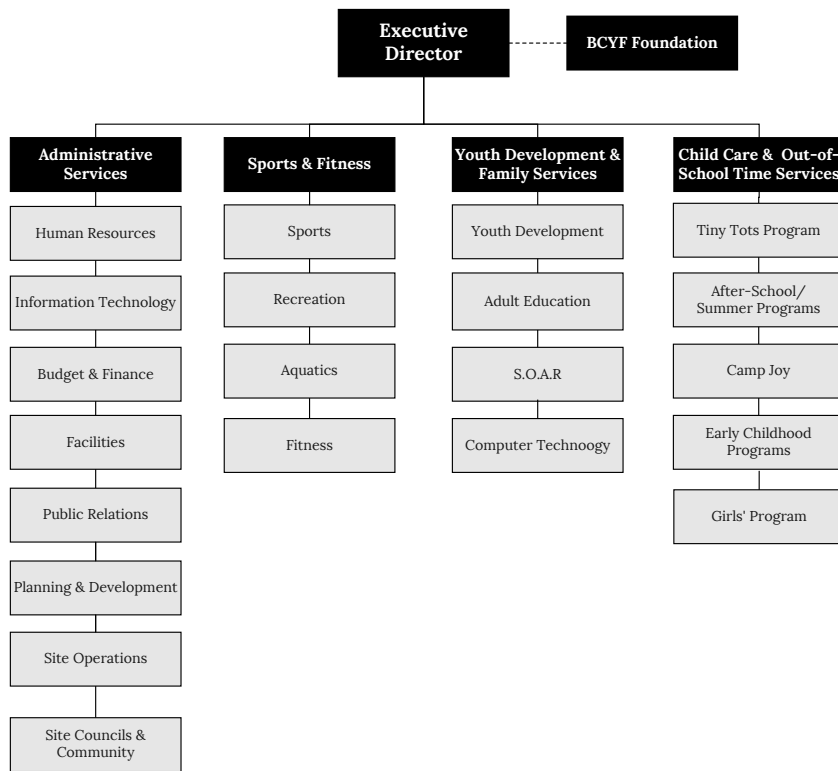 Executive
Director
BCYF Foundation
Administrative
Services
Sports & Fitness
Youth Development &
Family Services
Child Care &  Out-of-
School Time Services
Human Resources
Information Technology
Budget & Finance
Facilities
Public Relations
Planning & Development
Site Operations
Site Councils &
Community
Sports
Recreation
Aquatics
Fitness
Youth Development
Adult Education
S.O.A.R
Computer Technoogy
Tiny Tots Program
After-School/
Summer Programs
Camp Joy
Early Childhood
Programs
Girls' Program